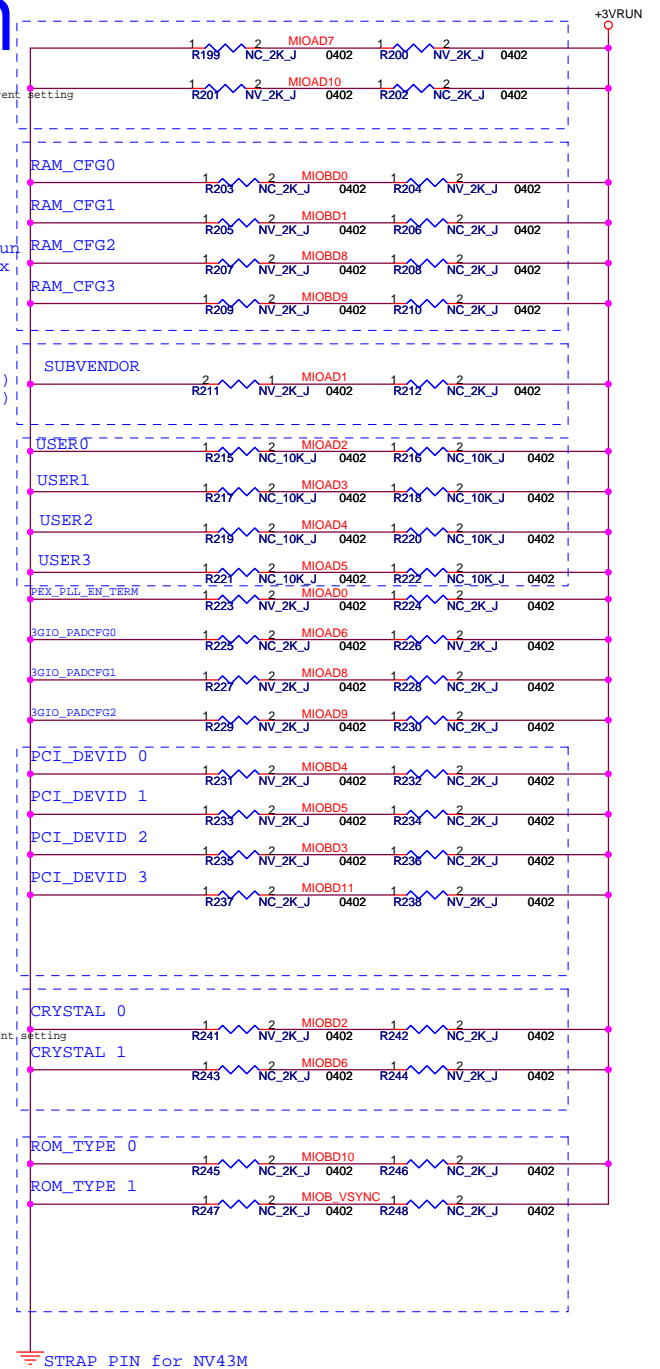 +3VRUN
1 2 MIOAD7 1 2
R199 NC_2K_J R200 NV_2K_J 0402
1 2 MIOAD10 1 2
R201 NV_2K_J 0402 R202 NC_2K_J 0402
ent setting
RAM_CFG0
1 2 MIOBD0 1 2
R203 NC_2K_J 0402 R204 NV_2K_J 0402
RAM_CFG1
1 2 MIOBD1 1 2
R205 NV_2K_J 0402 R206 NC_2K_J 0402
un RAM_CFG2
x
1 2 MIOBD8 1 2
R207 NV_2K_J 0402 R208 NC_2K_J 0402
RAM_CFG3
1 2 MIOBD9 1 2
R209 NV_2K_J 0402 R210 NC_2K_J 0402
SUBVENDOR
)
2 1 MIOAD1 1 2
R211 NV_2K_J 0402 R212 NC_2K_J 0402
)
USER0
1 2 MIOAD2 1 2
R215 NC_10K_J 0402 R216 NC_10K_J 0402
USER1
1 2 MIOAD3 1 2
R217 NC_10K_J 0402 R218 NC_10K_J 0402
USER2
1 2 MIOAD4 1 2
R219 NC_10K_J 0402 R220 NC_10K_J 0402
USER3
1 2 MIOAD5 1 2
R221 NC_10K_J 0402 R222 NC_10K_J 0402
PEX_PLL_EN_TERM
1 2 MIOAD0 1 2
R223 NV_2K_J 0402 R224 NC_2K_J 0402
3GIO_PADCFG0
1 2 MIOAD6 1 2
R225 NC_2K_J 0402 R226 NV_2K_J 0402
3GIO_PADCFG1
1 2 MIOAD8 1 2
R227 NV_2K_J 0402 R228 NC_2K_J 0402
3GIO_PADCFG2
1 2 MIOAD9 1 2
R229 NV_2K_J 0402 R230 NC_2K_J 0402
PCI_DEVID 0
1 2 MIOBD4 1 2
R231 NV_2K_J 0402 R232 NC_2K_J 0402
PCI_DEVID 1
1 2 MIOBD5 1 2
R233 NV_2K_J 0402 R234 NC_2K_J 0402
PCI_DEVID 2
1 2 MIOBD3 1 2
R235 NV_2K_J 0402 R236 NC_2K_J 0402
PCI_DEVID 3
1 2 MIOBD11 1 2
R237 NC_2K_J 0402 R238 NV_2K_J 0402
CRYSTAL 0
1 2 MIOBD2 1 2
R241 NV_2K_J 0402 R242 NC_2K_J 0402
ent setting
CRYSTAL 1
1 2 MIOBD6 1 2
R243 NC_2K_J 0402 R244 NV_2K_J 0402
ROM_TYPE 0
1 2 MIOBD10 1 2
R245 NC_2K_J 0402 R246 NC_2K_J 0402
ROM_TYPE 1
1 2 MIOB_VSYNC 1 2
R247 NC_2K_J 0402 R248 NC_2K_J 0402
STRAP PIN for NV43M